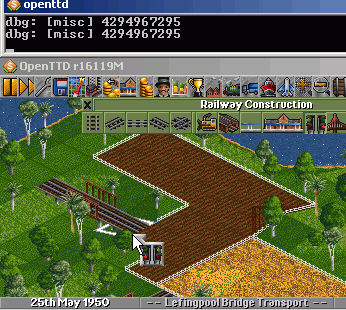 openttd
dbg: [misc] 4294967295
dbg: [misc] 4294967295
OpenTTD r16119M
Railway Construction
25th May 1950
-- Lefingpool Bridge Transport --